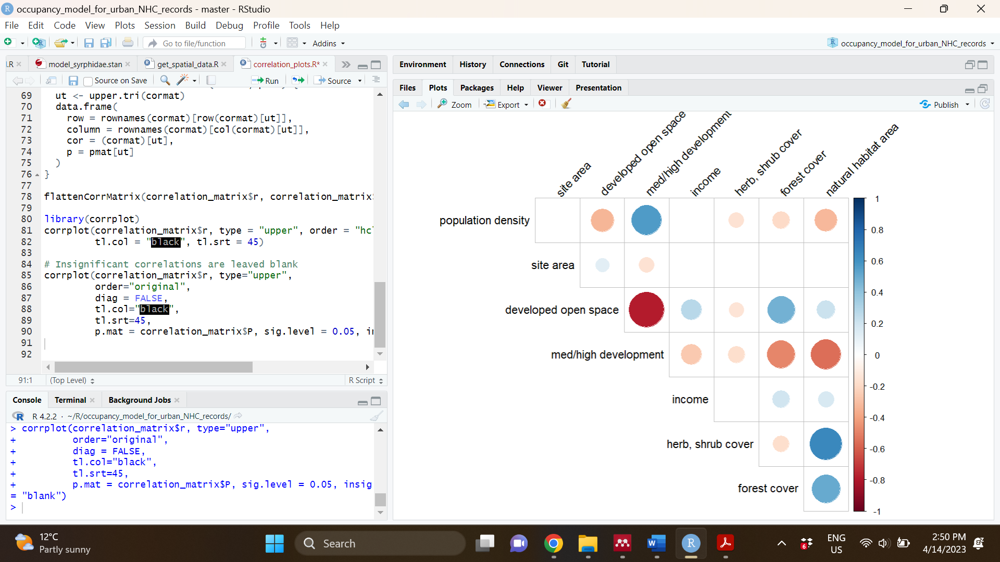 occupancy_model_for_urban_NHC_records - master - RStudio
File Edit Code View Plots Session Build Debug Profile Tools Help
Go to file/function
Addins
occupancy_model_for_urban_NHC_records
l.R
model_syrphidae.stan
get_spatial_data.R
correlation_plots.R*
Source on Save
Run
Source
69 ut <- upper.tri(cormat)
70 data.frame(
71 row = rownames(cormat)[row(cormat)[ut]],
72 column = rownames(cormat)[col(cormat)[ut]],
73 cor = (cormat)[ut],
74 p = pmat[ut]
75 )
76 }
77
78 flattenCorrMatrix(correlation_matrix$r, correlation_matrix
79
80 library(corrplot)
81 corrplot(correlation_matrix$r, type = "upper", order = "hc
82 tl.col = "black", tl.srt = 45)
83
84 # Insignificant correlations are leaved blank
85 corrplot(correlation_matrix$r, type="upper",
86 order="original",
87 diag = FALSE,
88 tl.col="black",
89 tl.srt=45,
90 p.mat = correlation_matrix$P, sig.level = 0.05, i
91
92
91:1 (Top Level) R Script
Console Terminal Background Jobs
R 4.2.2 · ~/R/occupancy_model_for_urban_NHC_records/
> corrplot(correlation_matrix$r, type="upper",
+ order="original",
+ diag = FALSE,
+ tl.col="black",
+ tl.srt=45,
+ p.mat = correlation_matrix$P, sig.level = 0.05, insig
= "blank")
>
Environment History Connections Git Tutorial
Files Plots Packages Help Viewer Presentation
Zoom Export Publish
site area
developed open space
med/high development
income
herb, shrub cover
forest cover
natural habitat area
population density
site area
developed open space
med/high development
income
herb, shrub cover
forest cover
1
0.8
0.6
0.4
0.2
0
-0.2
-0.4
-0.6
-0.8
-1
12°C
Partly sunny
Search
6
ENG
US
2:50 PM
4/14/2023